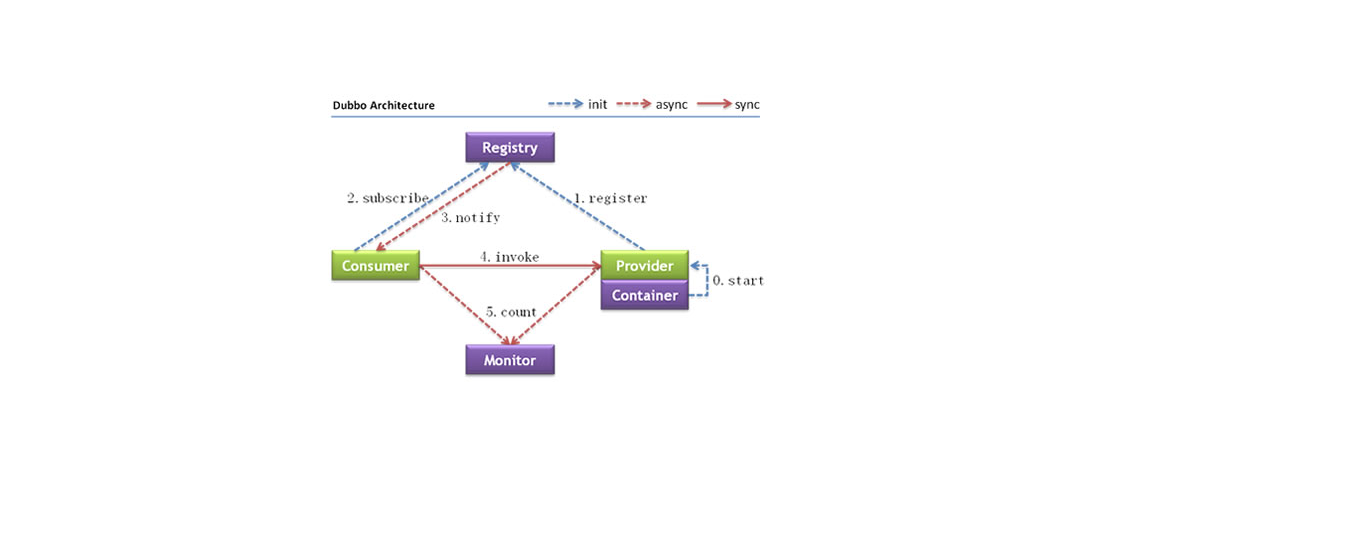 Dubbo Architecture
init
async
sync
Registry
2. subscribe
1. register
3. notify
Consumer
4. invoke
Provider
0. start
Container
5. count
Monitor